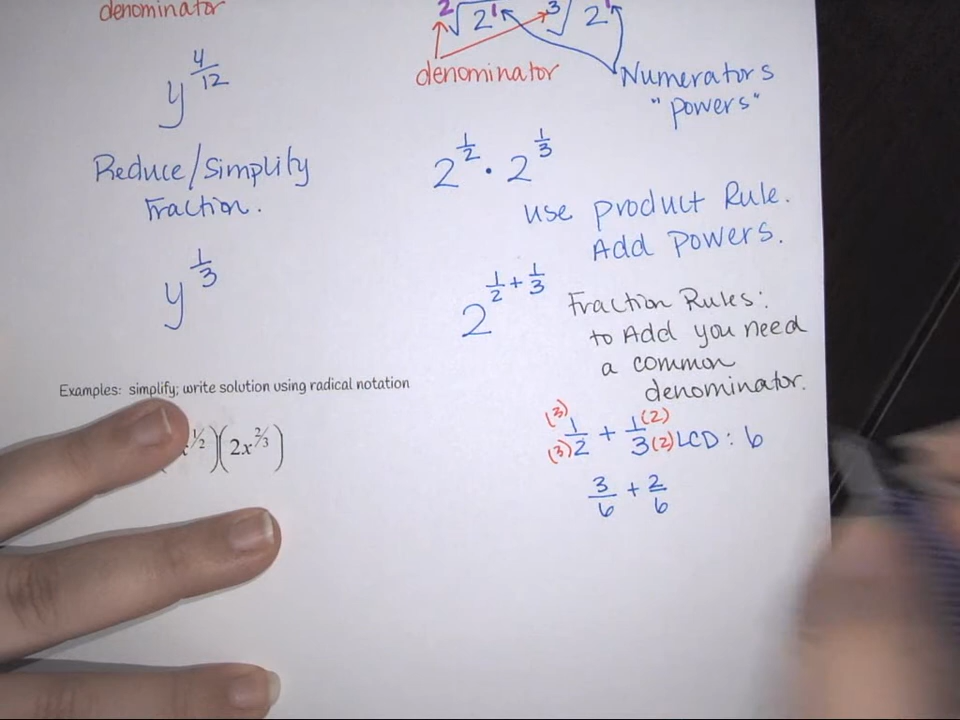 denominator
y^{4/12}
Reduce/Simplify
Fraction.
y^{1/3}
²√2¹ ³√2¹
denominator
Numerators
"powers"
2^{1/2} · 2^{1/3}
use product Rule.
Add powers.
2^{1/2 + 1/3}
Fraction Rules:
to Add you need
a common
denominator.
(3)/(3) 1/2 + 1/3 (2)/(2) LCD: 6
3/6 + 2/6
Examples: simplify; write solution using radical notation
^{1/2})(2x^{2/3})